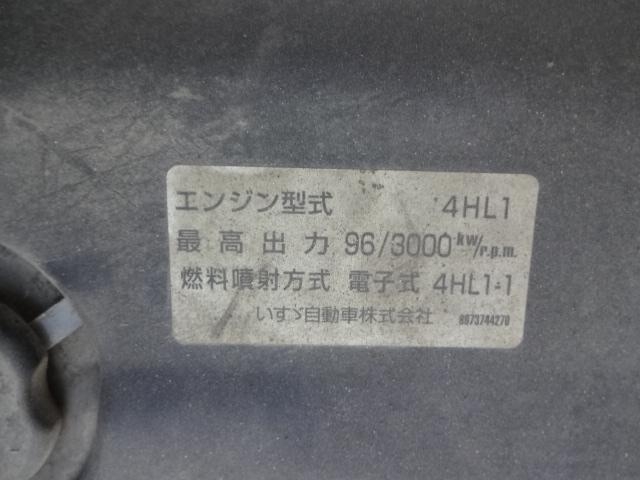 エンジン型式 4HL1
最高出力 96/3000 kW/r.p.m.
燃料噴射方式 電子式 4HL1-1
いすゞ自動車株式会社 8973744270